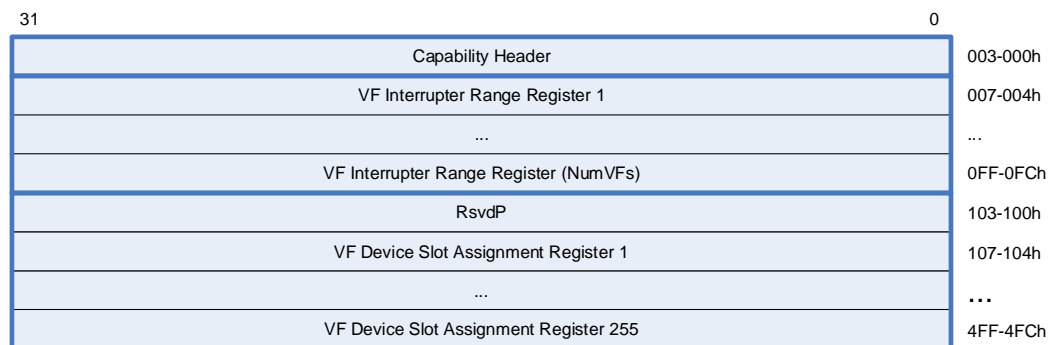 31 0
Capability Header 003-000h
VF Interrupter Range Register 1 007-004h
... ...
VF Interrupter Range Register (NumVFs) 0FF-0FCh
RsvdP 103-100h
VF Device Slot Assignment Register 1 107-104h
... ...
VF Device Slot Assignment Register 255 4FF-4FCh